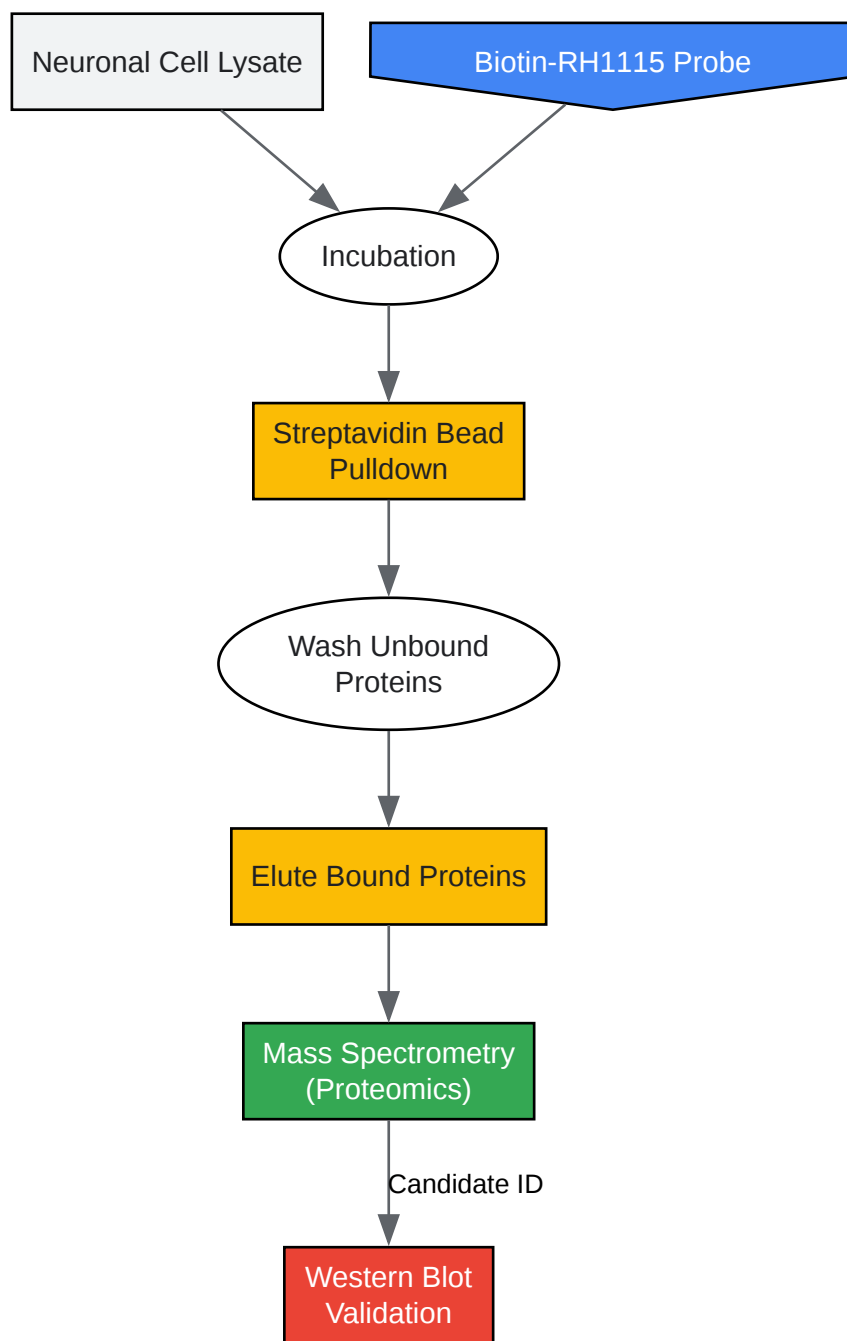 Neuronal Cell Lysate
Biotin-RH1115 Probe
Incubation
Streptavidin Bead
Pulldown
Wash Unbound
Proteins
Elute Bound Proteins
Mass Spectrometry
(Proteomics)
Candidate ID
Western Blot
Validation